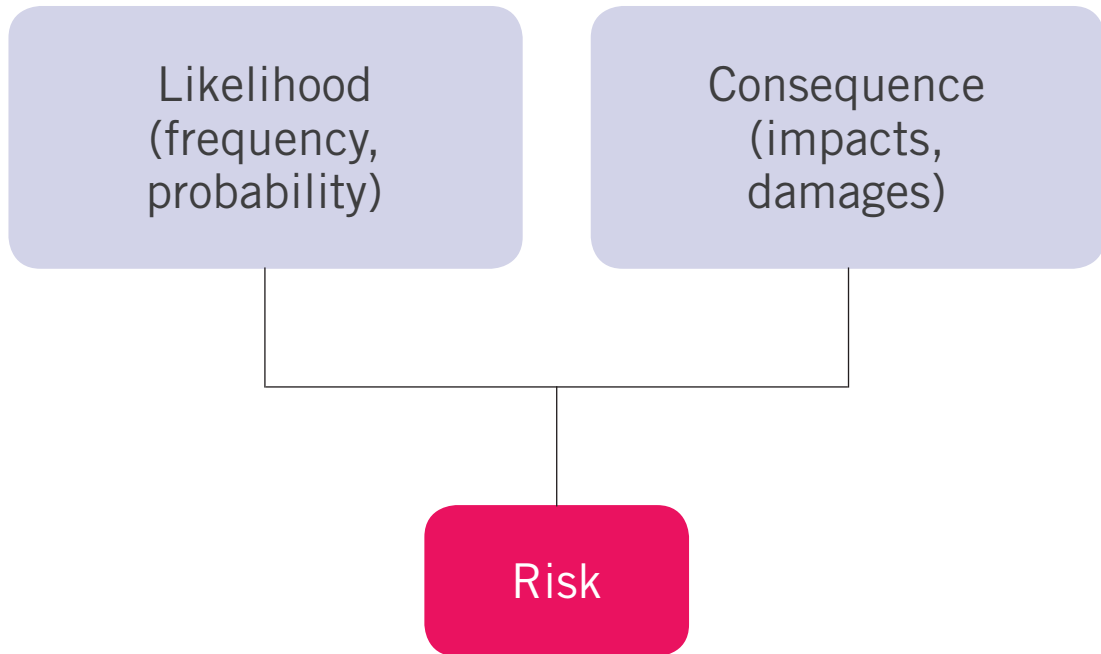 Likelihood
(frequency,
probability)
Consequence
(impacts,
damages)
Risk